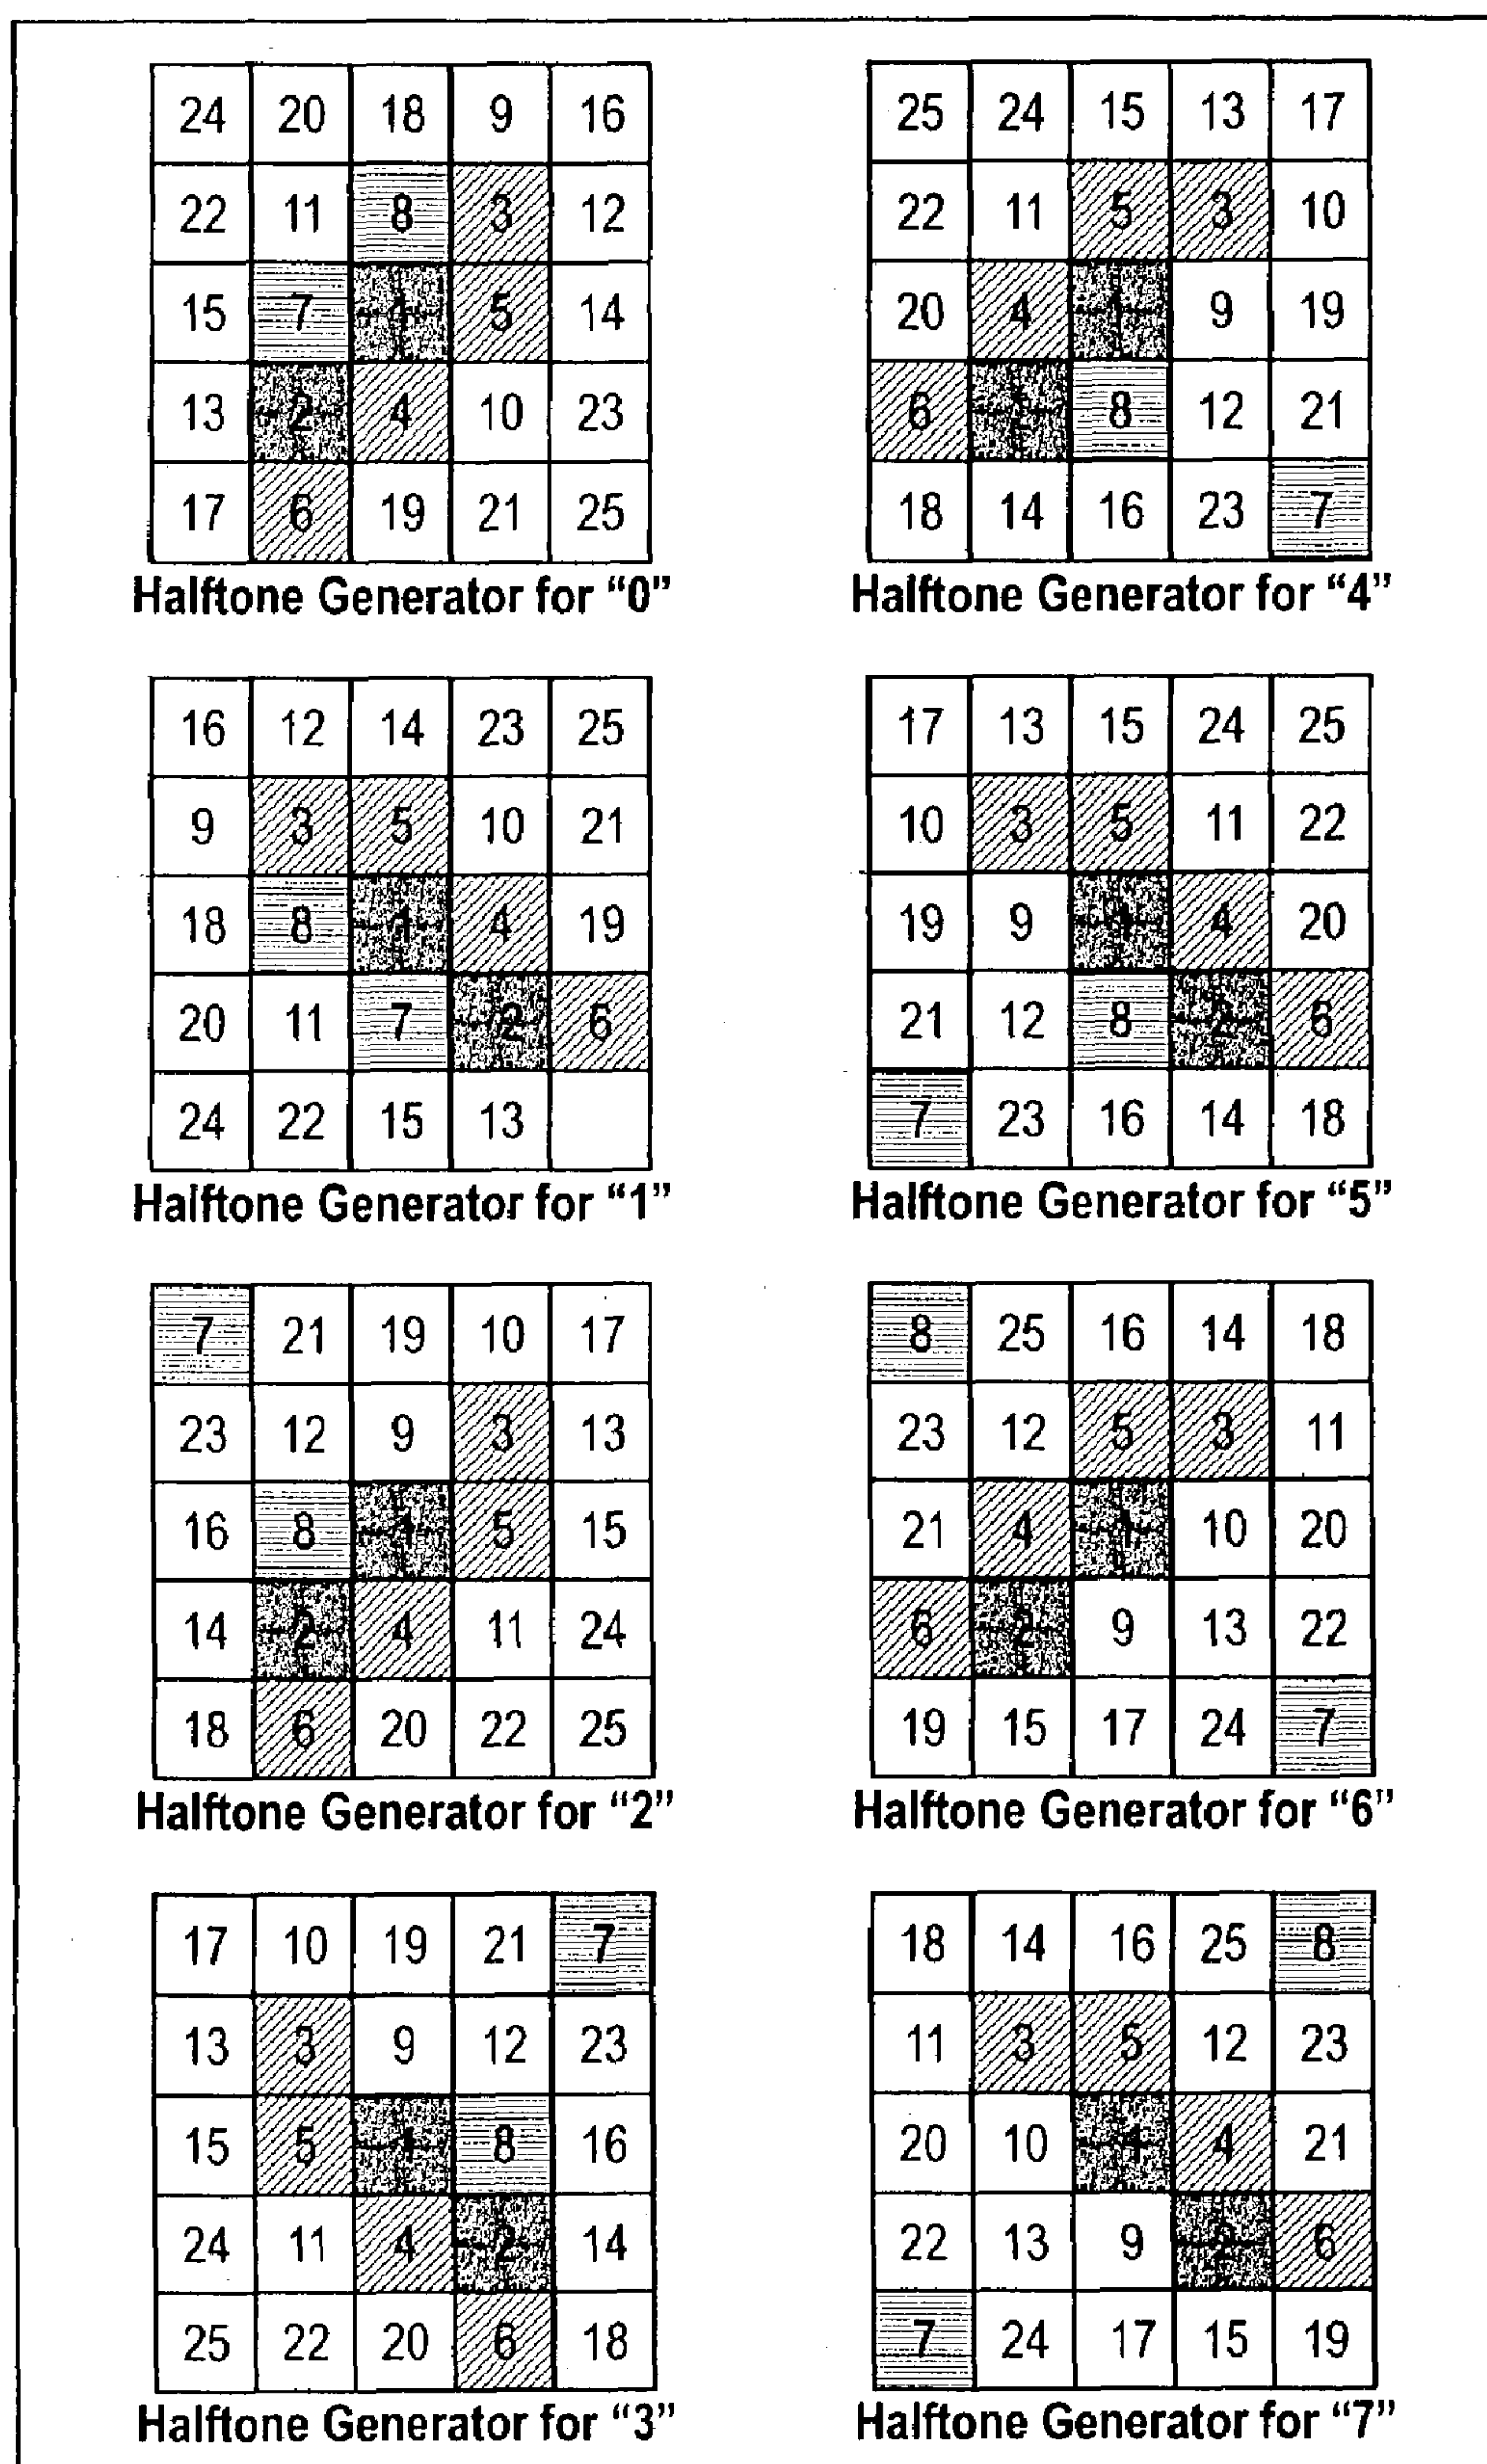 24 20 18 9 16
22 11 8 3 12
15 7 1 5 14
13 2 4 10 23
17 6 19 21 25
Halftone Generator for “0”
16 12 14 23 25
9 3 5 10 21
18 8 1 4 19
20 11 7 2 6
24 22 15 13
Halftone Generator for “1”
7 21 19 10 17
23 12 9 3 13
16 8 1 5 15
14 2 4 11 24
18 6 20 22 25
Halftone Generator for “2”
17 10 19 21 7
13 3 9 12 23
15 5 1 8 16
24 11 4 2 14
25 22 20 6 18
Halftone Generator for “3”
25 24 15 13 17
22 11 5 3 10
20 4 1 9 19
6 2 8 12 21
18 14 16 23 7
Halftone Generator for “4”
17 13 15 24 25
10 3 5 11 22
19 9 1 4 20
21 12 8 2 6
7 23 16 14 18
Halftone Generator for “5”
8 25 16 14 18
23 12 5 3 11
21 4 1 10 20
6 2 9 13 22
19 15 17 24 7
Halftone Generator for “6”
18 14 16 25 8
11 3 5 12 23
20 10 1 4 21
22 13 9 2 6
7 24 17 15 19
Halftone Generator for “7”